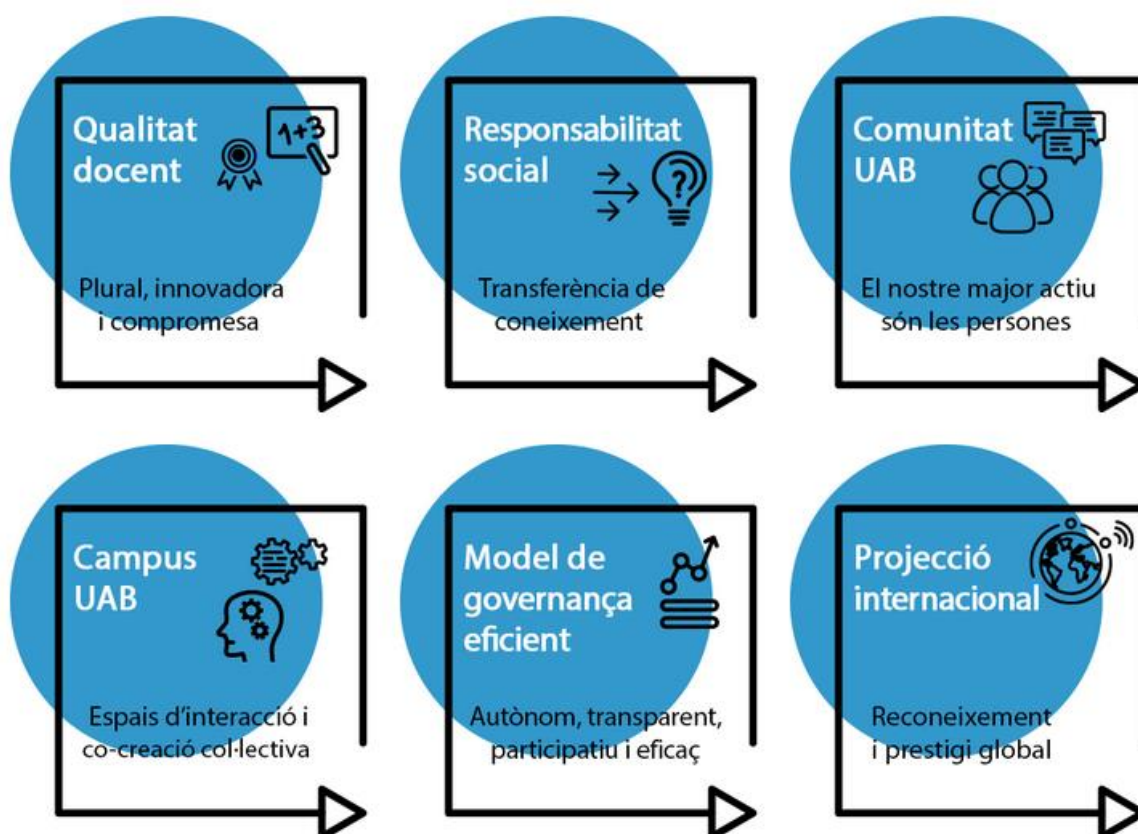 Qualitat
docent
1+3
Plural, innovadora
i compromesa
Responsabilitat
social
?
Transferència de
coneixement
Comunitat
UAB
El nostre major actiu
són les persones
Campus
UAB
Espais d'interacció i
co-creació col·lectiva
Model de
governança
eficient
Autònom, transparent,
participatiu i eficaç
Projecció
internacional
Reconeixement
i prestigi global